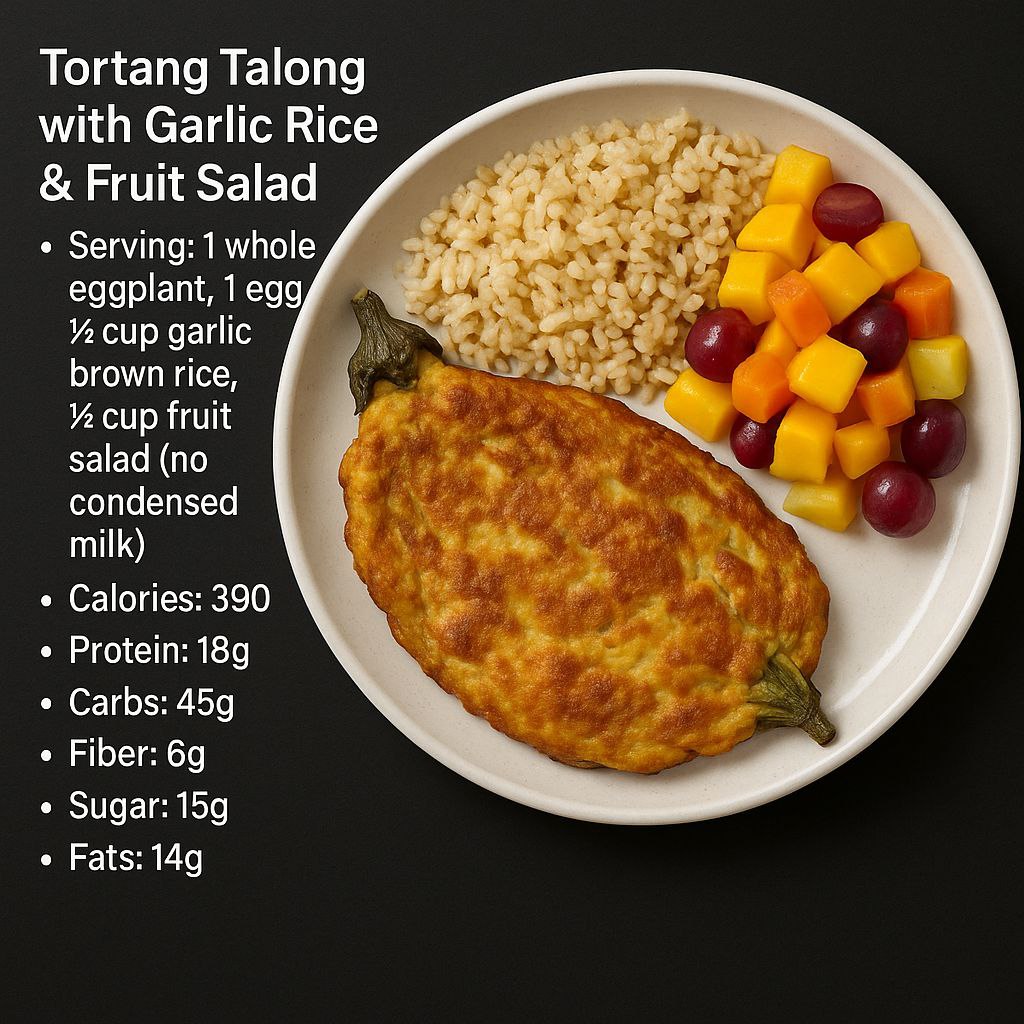 Tortang Talong
with Garlic Rice
& Fruit Salad
• Serving: 1 whole
eggplant, 1 egg
½ cup garlic
brown rice,
½ cup fruit
salad (no
condensed
milk)
• Calories: 390
• Protein: 18g
• Carbs: 45g
• Fiber: 6g
• Sugar: 15g
• Fats: 14g